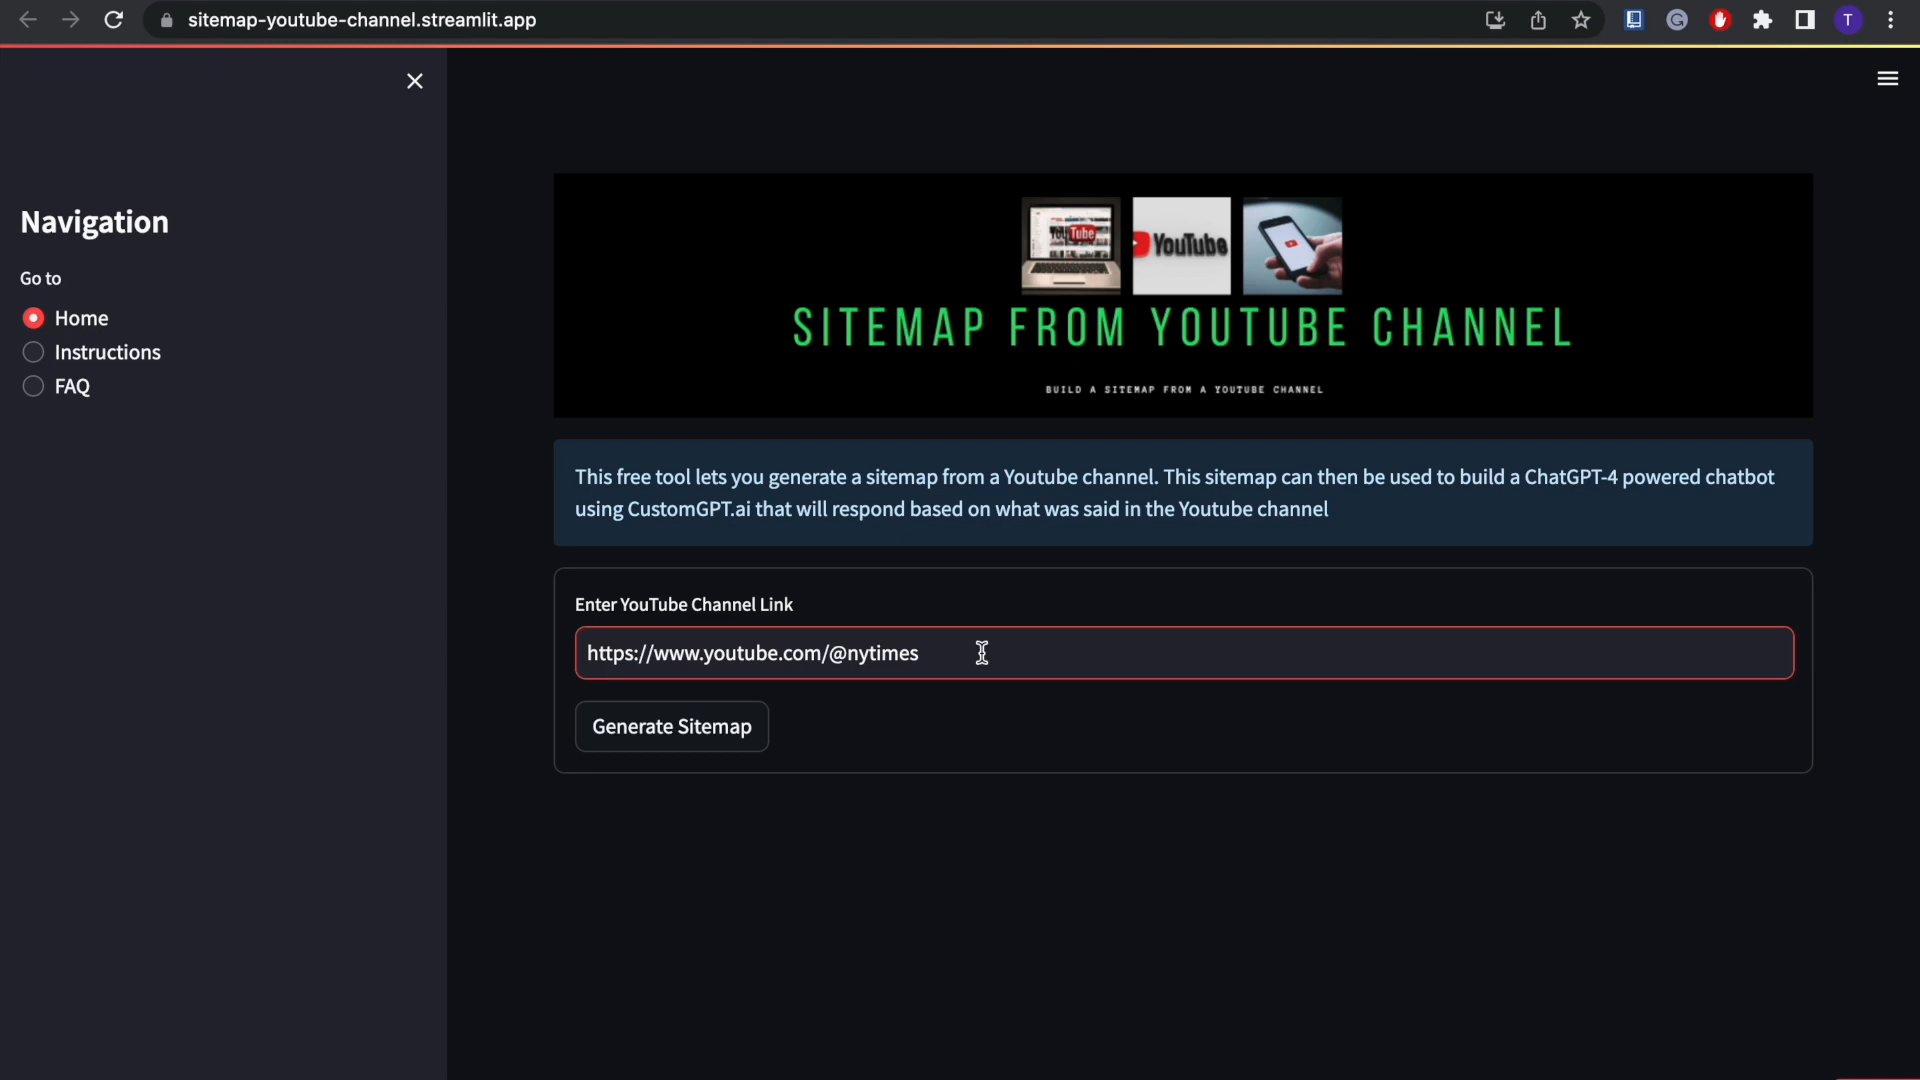 sitemap-youtube-channel.streamlit.app
T
Navigation
Go to
Home
Instructions
FAQ
YouTube
SITEMAP FROM YOUTUBE CHANNEL
BUILD A SITEMAP FROM A YOUTUBE CHANNEL
This free tool lets you generate a sitemap from a Youtube channel. This sitemap can then be used to build a ChatGPT-4 powered chatbot
using CustomGPT.ai that will respond based on what was said in the Youtube channel
Enter YouTube Channel Link
https://www.youtube.com/@nytimes
Generate Sitemap